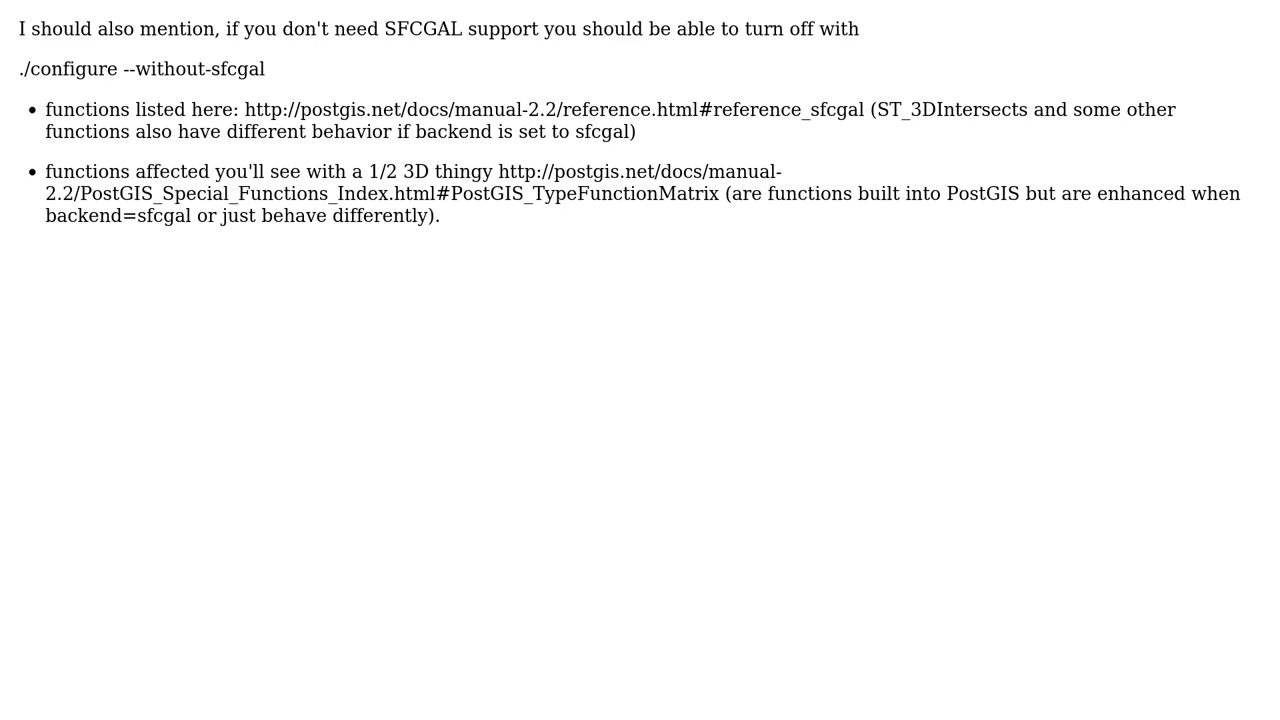 I should also mention, if you don't need SFCGAL support you should be able to turn off with
./configure --without-sfcgal
• functions listed here: http://postgis.net/docs/manual-2.2/reference.html#reference_sfcgal (ST_3DIntersects and some other
functions also have different behavior if backend is set to sfcgal)
• functions affected you'll see with a 1/2 3D thingy http://postgis.net/docs/manual-
2.2/PostGIS_Special_Functions_Index.html#PostGIS_TypeFunctionMatrix (are functions built into PostGIS but are enhanced when
backend=sfcgal or just behave differently).